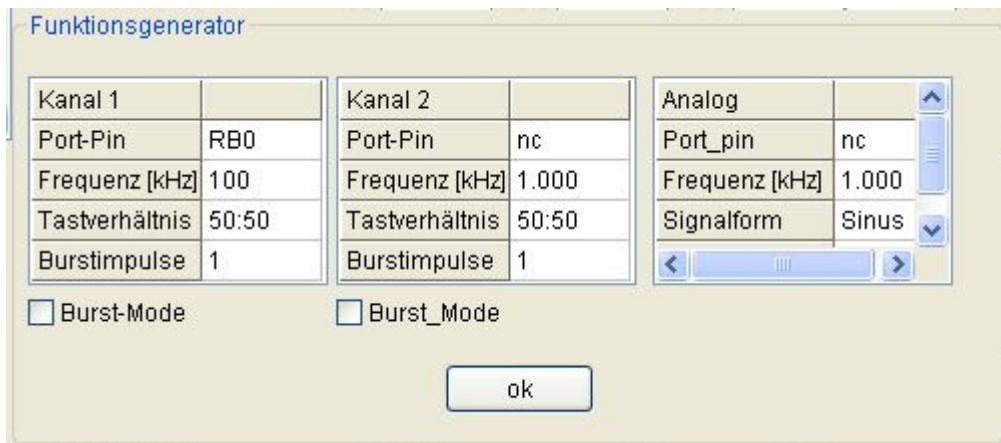 Funktionsgenerator
Kanal 1
Port-Pin RB0
Frequenz [kHz] 100
Tastverhältnis 50:50
Burstimpulse 1
Burst-Mode
Kanal 2
Port-Pin nc
Frequenz [kHz] 1.000
Tastverhältnis 50:50
Burstimpulse 1
Burst_Mode
Analog
Port_pin nc
Frequenz [kHz] 1.000
Signalform Sinus
ok